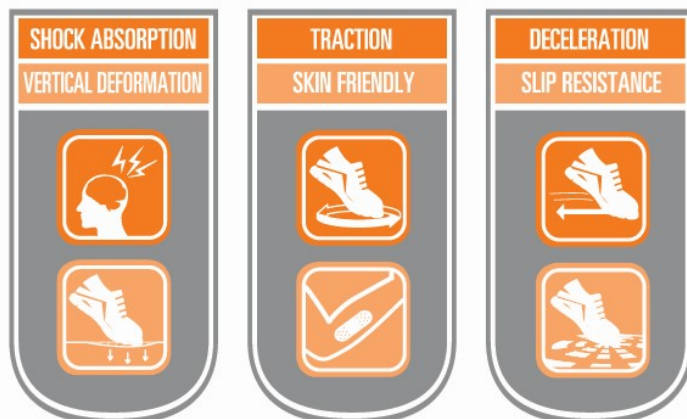 SHOCK ABSORPTION
VERTICAL DEFORMATION
TRACTION
SKIN FRIENDLY
DECELERATION
SLIP RESISTANCE